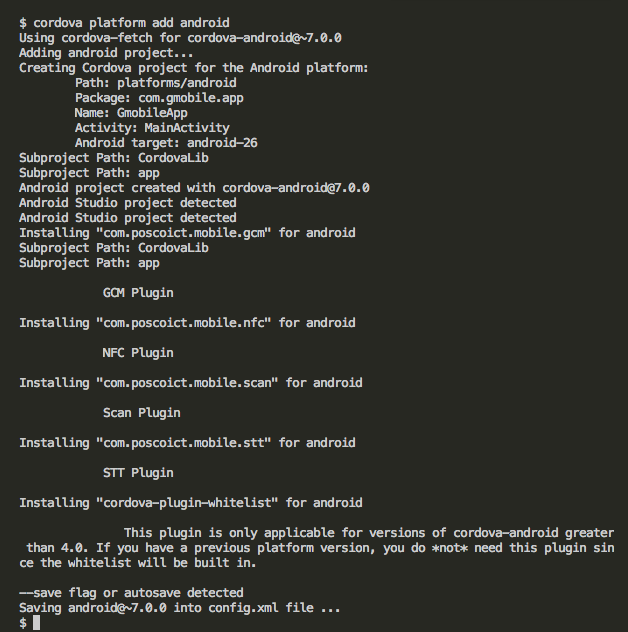 $ cordova platform add android
Using cordova-fetch for cordova-android@~7.0.0
Adding android project...
Creating Cordova project for the Android platform:
        Path: platforms/android
        Package: com.gmobile.app
        Name: GmobileApp
        Activity: MainActivity
        Android target: android-26
Subproject Path: CordovaLib
Subproject Path: app
Android project created with cordova-android@7.0.0
Android Studio project detected
Android Studio project detected
Installing "com.poscoict.mobile.gcm" for android
Subproject Path: CordovaLib
Subproject Path: app
            GCM Plugin
Installing "com.poscoict.mobile.nfc" for android
            NFC Plugin
Installing "com.poscoict.mobile.scan" for android
            Scan Plugin
Installing "com.poscoict.mobile.stt" for android
            STT Plugin
Installing "cordova-plugin-whitelist" for android
               This plugin is only applicable for versions of cordova-android greater
 than 4.0. If you have a previous platform version, you do *not* need this plugin sin
ce the whitelist will be built in.
--save flag or autosave detected
Saving android@~7.0.0 into config.xml file ...
$